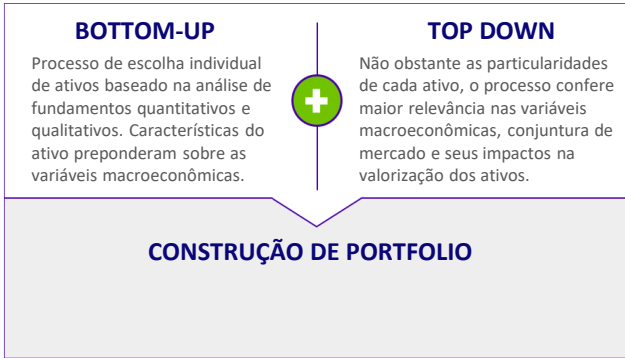 BOTTOM-UP
Processo de escolha individual
de ativos baseado na análise de
fundamentos quantitativos e
qualitativos. Características do
ativo preponderam sobre as
variáveis macroeconômicas.
TOP DOWN
Não obstante as particularidades
de cada ativo, o processo confere
maior relevância nas variáveis
macroeconômicas, conjuntura de
mercado e seus impactos na
valorização dos ativos.
CONSTRUÇÃO DE PORTFOLIO